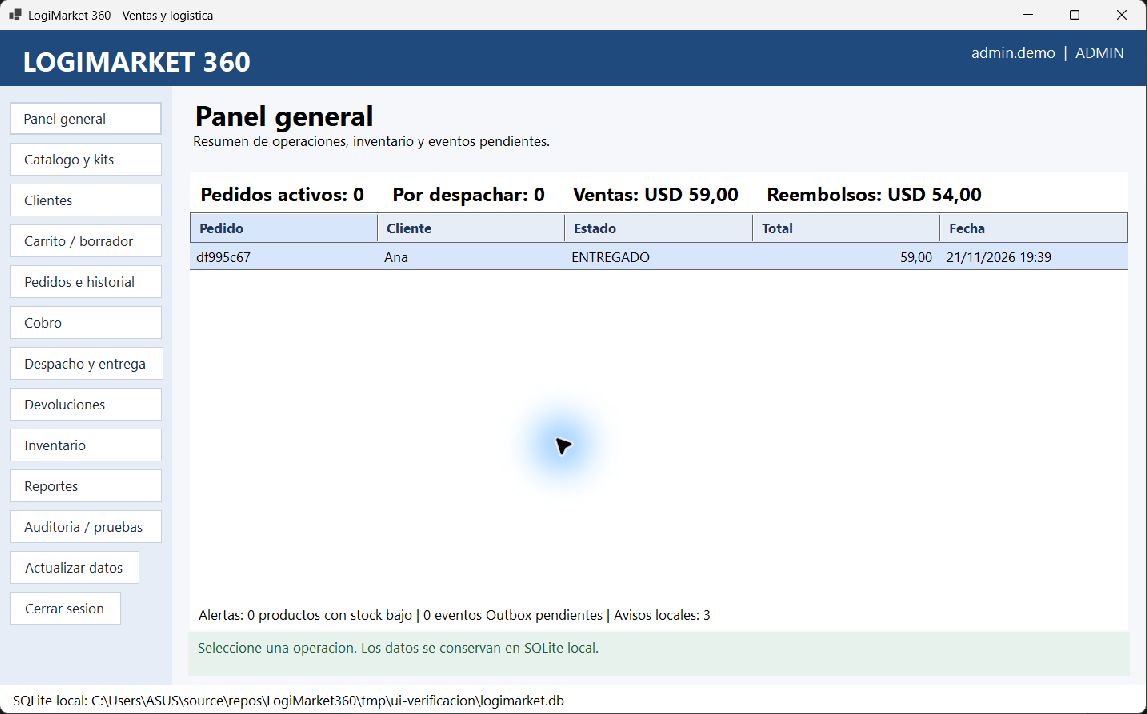 LogiMarket 360 - Ventas y logistica
LOGIMARKET 360
admin.demo | ADMIN
Panel general
Catalogo y kits
Clientes
Carrito / borrador
Pedidos e historial
Cobro
Despacho y entrega
Devoluciones
Inventario
Reportes
Auditoria / pruebas
Actualizar datos
Cerrar sesion
Panel general
Resumen de operaciones, inventario y eventos pendientes.
Pedidos activos: 0 Por despachar: 0 Ventas: USD 59,00 Reembolsos: USD 54,00
Pedido Cliente Estado Total Fecha
df995c67 Ana ENTREGADO 59,00 21/11/2026 19:39
Alertas: 0 productos con stock bajo | 0 eventos Outbox pendientes | Avisos locales: 3
Seleccione una operacion. Los datos se conservan en SQLite local.
SQLite local: C:\Users\ASUS\source\repos\LogiMarket360\tmp\ui-verificacion\logimarket.db